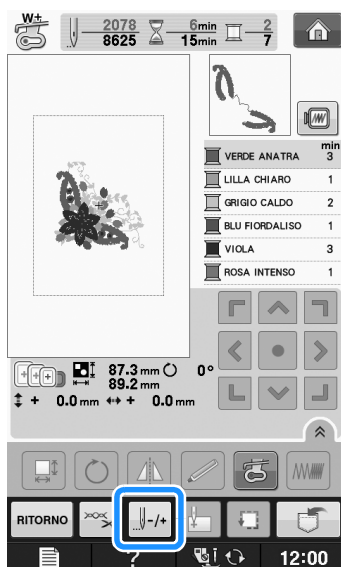 W+
2078 6min 2
8625 15min 7
min
VERDE ANATRA 3
LILLA CHIARO 1
GRIGIO CALDO 2
BLU FIORDALISO 1
VIOLA 3
ROSA INTENSO 1
87.3 mm 0°
89.2 mm
+ 0.0 mm + 0.0 mm
RITORNO -/+
? 12:00